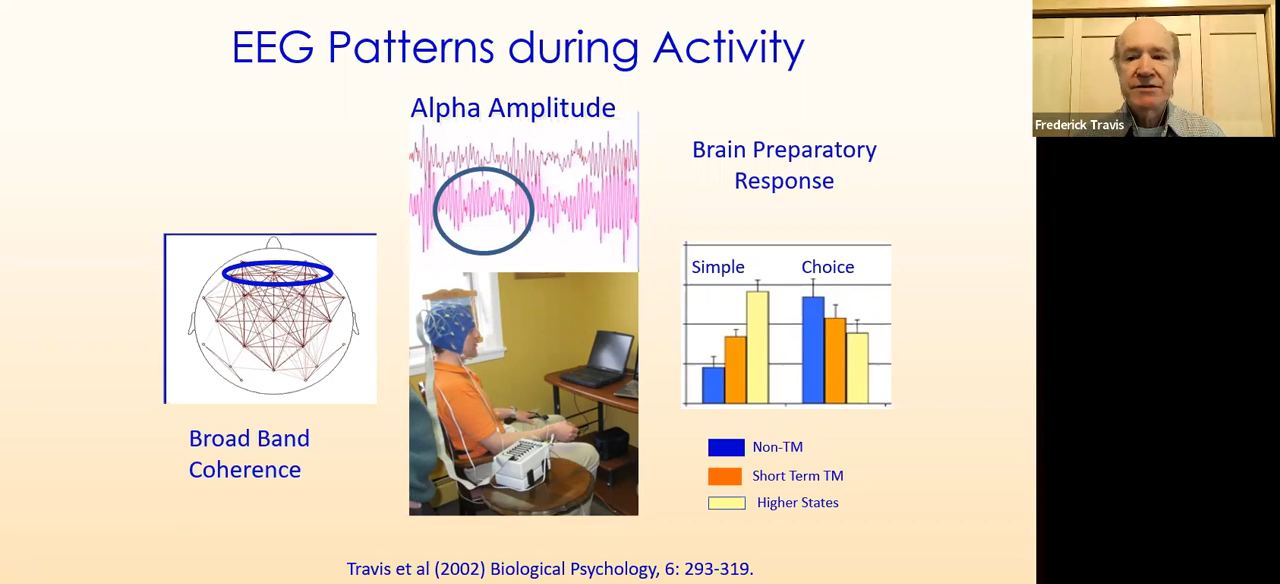 EEG Patterns during Activity
Alpha Amplitude
Brain Preparatory
Response
Simple
Choice
Broad Band
Coherence
Non-TM
Short Term TM
Higher States
Travis et al (2002) Biological Psychology, 6: 293-319.
Frederick Travis